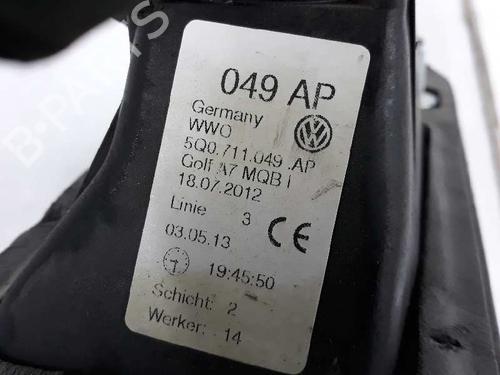 049 AP
Germany
WWO
5Q0.711.049 .AP
Golf A7 MQB I
18.07.2012
Linie 3
03.05.13 CE
19:45:50
Schicht: 2
Werker: 14